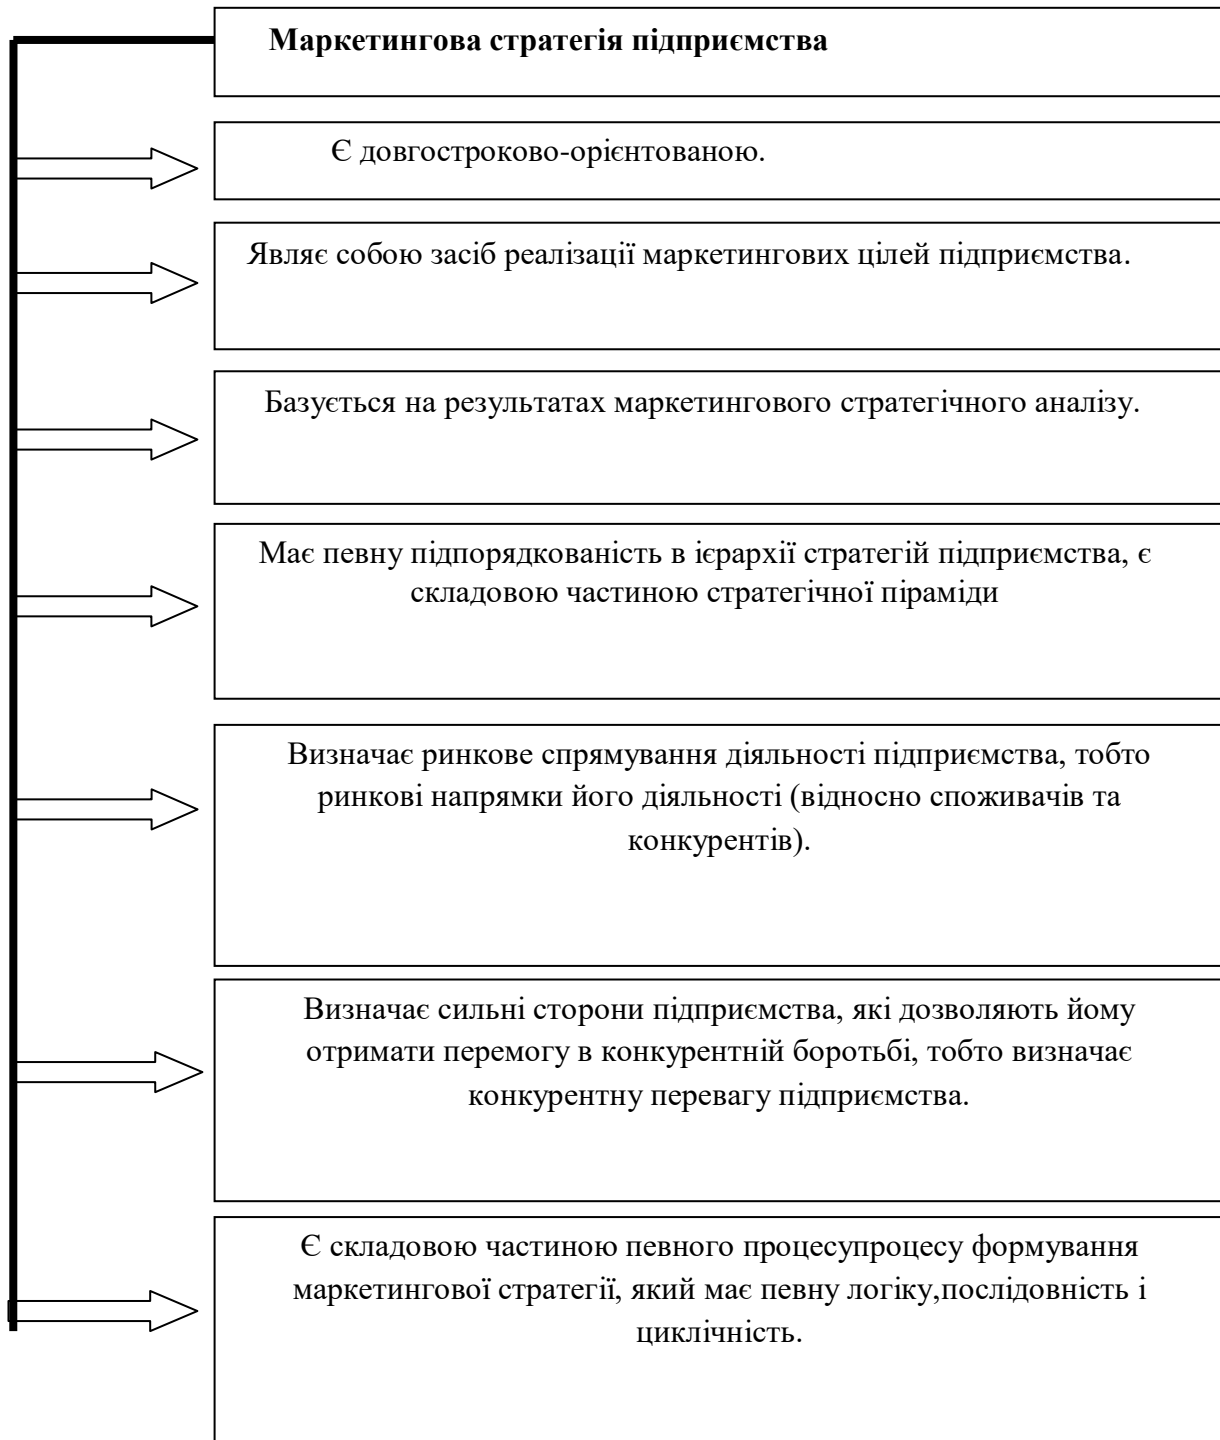 Маркетингова стратегія підприємства
Є довгостроково-орієнтованою.
Являє собою засіб реалізації маркетингових цілей підприємства.
Базується на результатах маркетингового стратегічного аналізу.
Має певну підпорядкованість в ієрархії стратегій підприємства, є
складовою частиною стратегічної піраміди
Визначає ринкове спрямування діяльності підприємства, тобто
ринкові напрямки його діяльності (відносно споживачів та
конкурентів).
Визначає сильні сторони підприємства, які дозволяють йому
отримати перемогу в конкурентній боротьбі, тобто визначає
конкурентну перевагу підприємства.
Є складовою частиною певного процесупроцесу формування
маркетингової стратегії, який має певну логіку,послідовність і
циклічність.